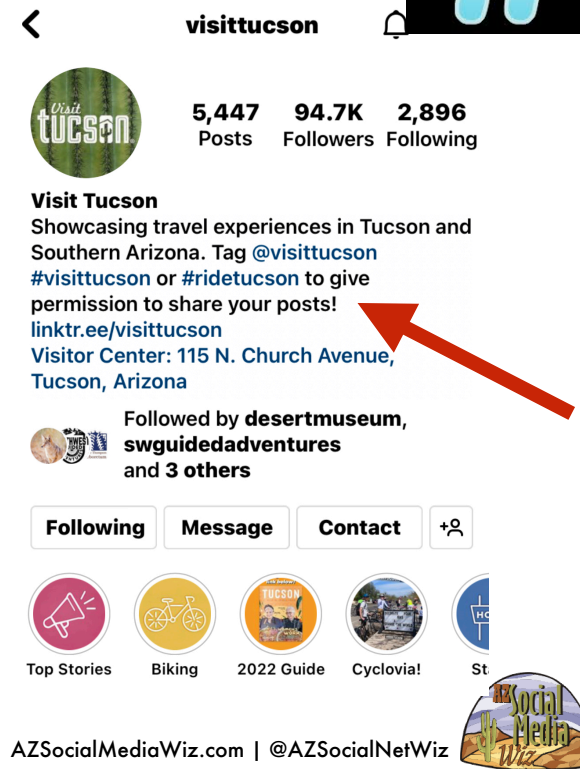 visittucson
Visit
tucson
5,447 94.7K 2,896
Posts Followers Following
Visit Tucson
Showcasing travel experiences in Tucson and
Southern Arizona. Tag @visittucson
#visittucson or #ridetucson to give
permission to share your posts!
linktr.ee/visittucson
Visitor Center: 115 N. Church Avenue,
Tucson, Arizona
Followed by desertmuseum,
swguidedadventures
and 3 others
Following Message Contact
TUCSON
HO
Top Stories Biking 2022 Guide Cyclovia! St
AZ Social
Media
Wiz
AZSocialMediaWiz.com | @AZSocialNetWiz